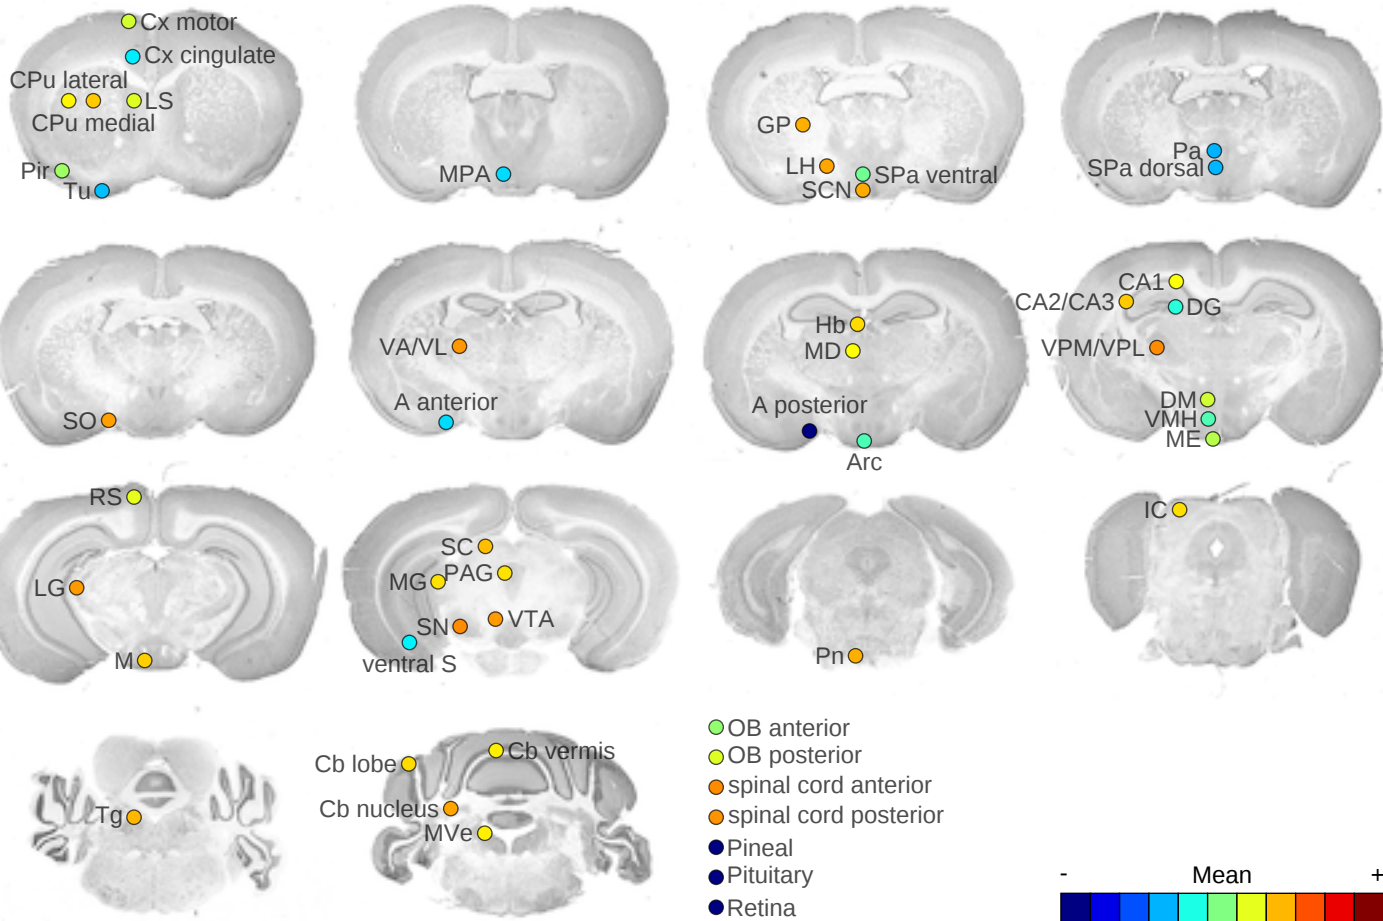 Cx motor
Cx cingulate
CPu lateral
LS
CPu medial
Pir
Tu
MPA
GP
LH
SPa ventral
SCN
Pa
SPa dorsal
SO
VA/VL
A anterior
Hb
MD
A posterior
Arc
CA1
CA2/CA3
DG
VPM/VPL
DM
VMH
ME
RS
LG
M
SC
MG
PAG
SN
VTA
ventral S
Pn
IC
Tg
Cb lobe
Cb vermis
Cb nucleus
MVe
OB anterior
OB posterior
spinal cord anterior
spinal cord posterior
Pineal
Pituitary
Retina
- Mean +